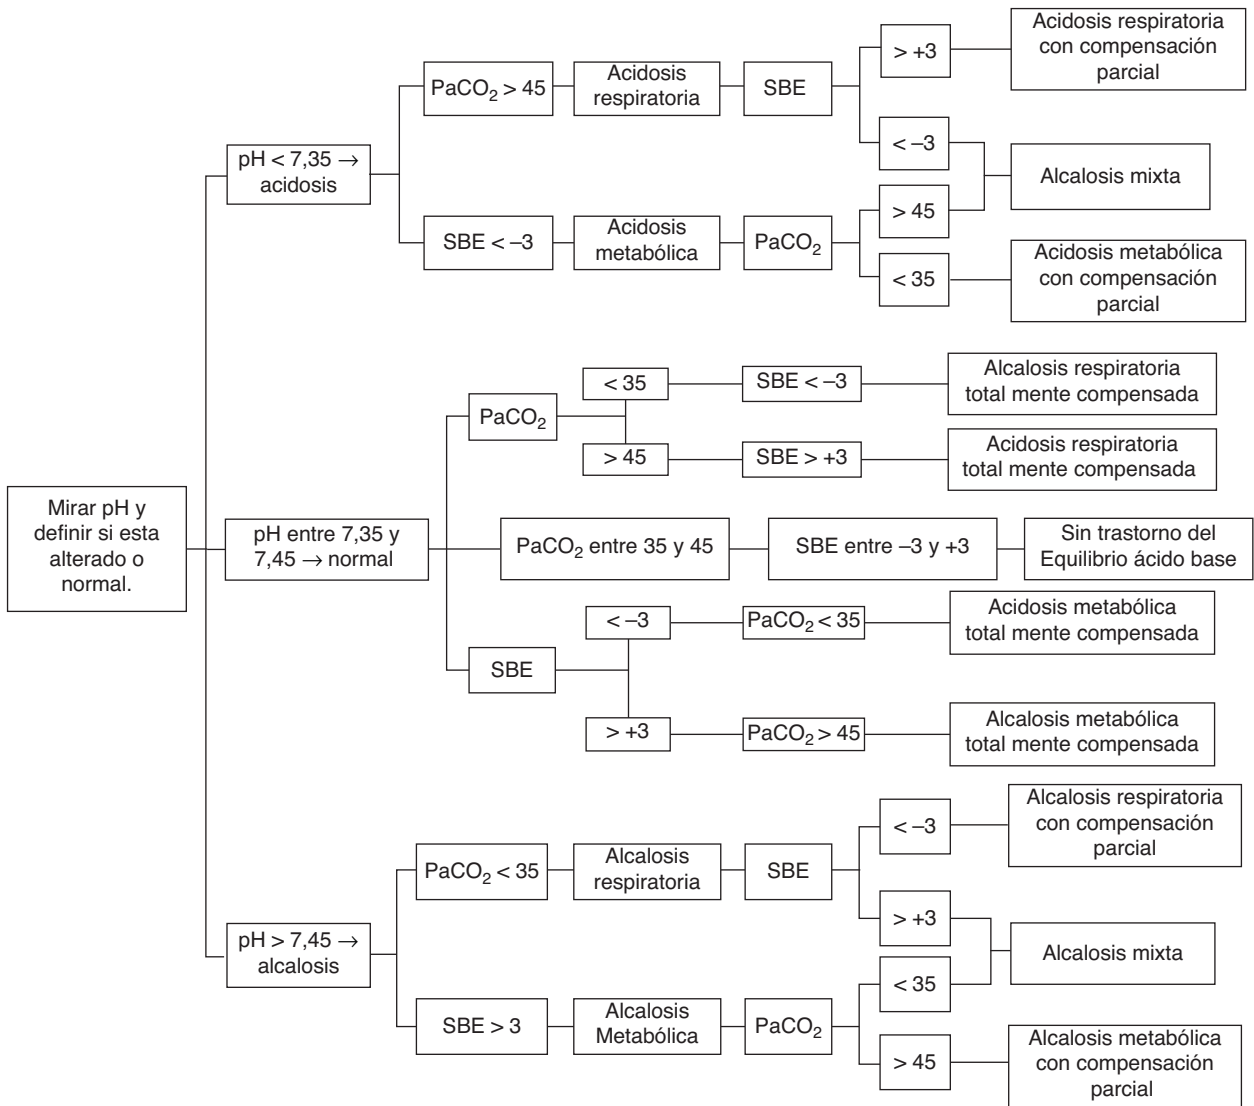 Mirar pH y
definir si esta
alterado o
normal.
pH < 7,35 →
acidosis
PaCO2 > 45
Acidosis
respiratoria
SBE
> +3
Acidosis respiratoria
con compensación
parcial
< –3
Alcalosis mixta
SBE < –3
Acidosis
metabólica
PaCO2
> 45
< 35
Acidosis metabólica
con compensación
parcial
pH entre 7,35 y
7,45 → normal
PaCO2
< 35
SBE < –3
Alcalosis respiratoria
total mente compensada
> 45
SBE > +3
Acidosis respiratoria
total mente compensada
PaCO2 entre 35 y 45
SBE entre –3 y +3
Sin trastorno del
Equilibrio ácido base
SBE
< –3
PaCO2 < 35
Acidosis metabólica
total mente compensada
> +3
PaCO2 > 45
Alcalosis metabólica
total mente compensada
pH > 7,45 →
alcalosis
PaCO2 < 35
Alcalosis
respiratoria
SBE
< –3
Alcalosis respiratoria
con compensación
parcial
> +3
Alcalosis mixta
SBE > 3
Alcalosis
Metabólica
PaCO2
< 35
> 45
Alcalosis metabólica
con compensación
parcial